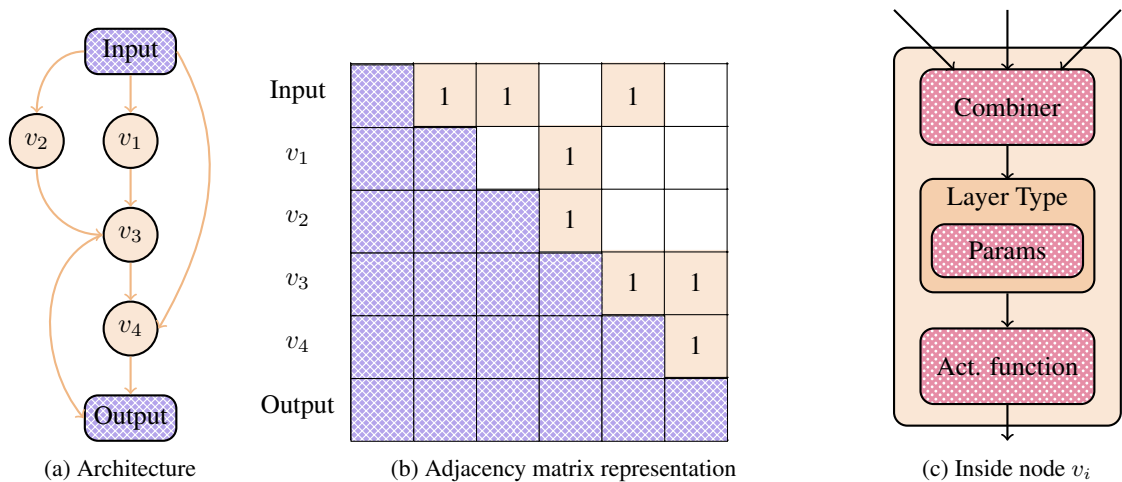 Input
v2
v1
v3
v4
Output
(a) Architecture
Input 1 1 1
v1 1
v2 1
v3 1 1
v4 1
Output
(b) Adjacency matrix representation
Combiner
Layer Type
Params
Act. function
(c) Inside node vi